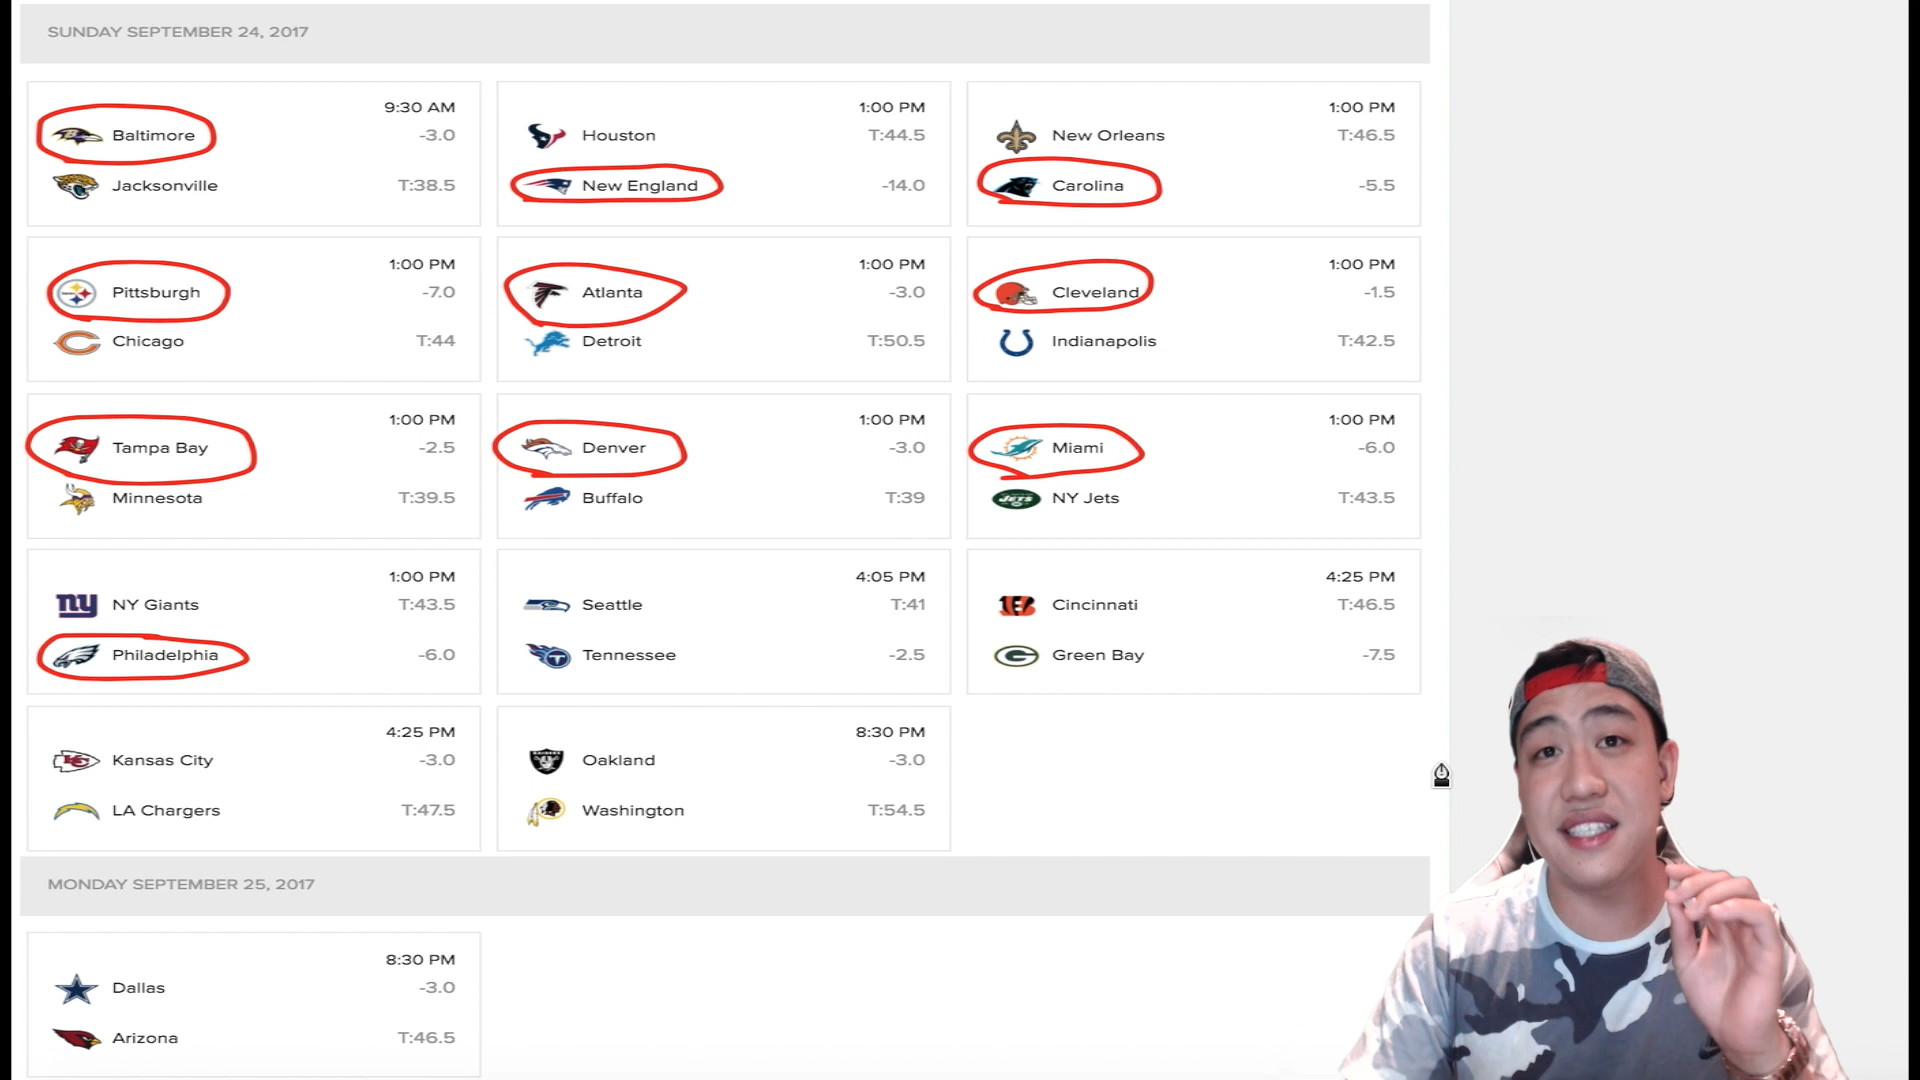 SUNDAY SEPTEMBER 24, 2017
9:30 AM
Baltimore -3.0
Jacksonville T:38.5
1:00 PM
Houston T:44.5
New England -14.0
1:00 PM
New Orleans T:46.5
Carolina -5.5
1:00 PM
Pittsburgh -7.0
Chicago T:44
1:00 PM
Atlanta -3.0
Detroit T:50.5
1:00 PM
Cleveland -1.5
Indianapolis T:42.5
1:00 PM
Tampa Bay -2.5
Minnesota T:39.5
1:00 PM
Denver -3.0
Buffalo T:39
1:00 PM
Miami -6.0
JETS NY Jets T:43.5
1:00 PM
ny NY Giants T:43.5
Philadelphia -6.0
4:05 PM
Seattle T:41
T Tennessee -2.5
4:25 PM
B Cincinnati T:46.5
G Green Bay -7.5
4:25 PM
KC Kansas City -3.0
LA Chargers T:47.5
8:30 PM
RAIDERS Oakland -3.0
Washington T:54.5
MONDAY SEPTEMBER 25, 2017
8:30 PM
Dallas -3.0
Arizona T:46.5